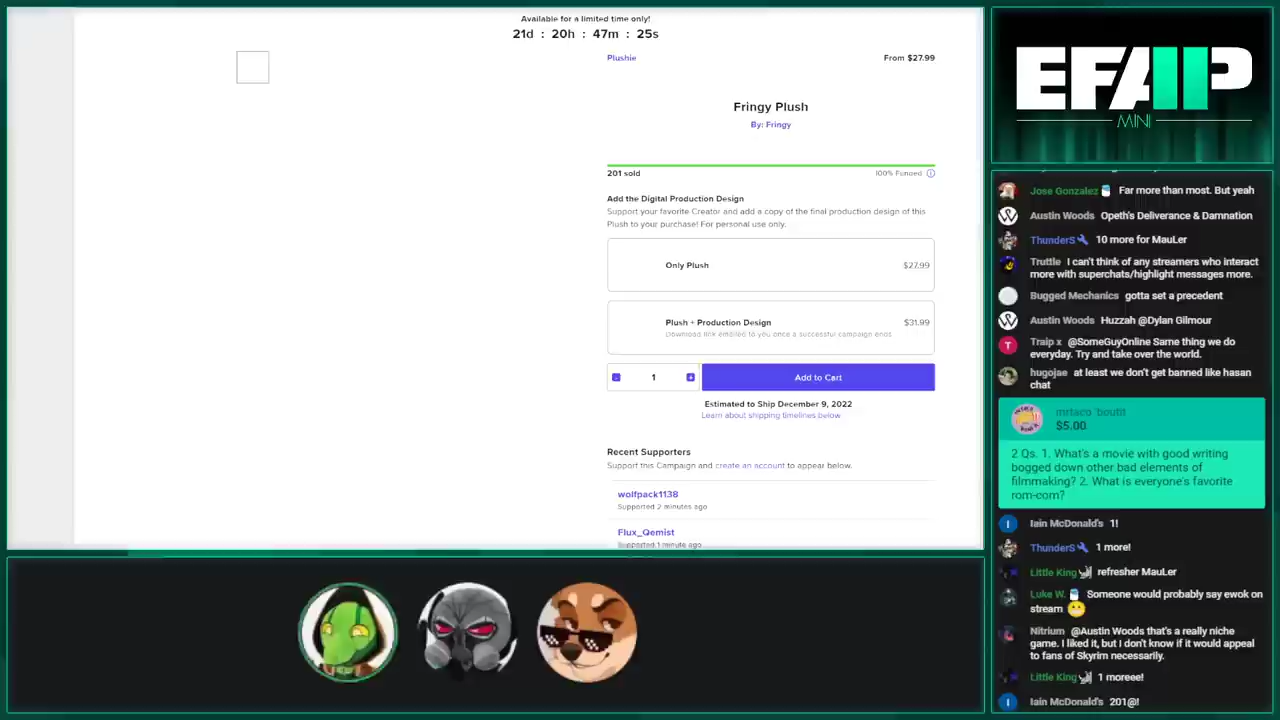 Available for a limited time only!
21d : 20h : 47m : 25s
Plushie
From $27.99
Fringy Plush
By: Fringy
201 sold
100% Funded
Add the Digital Production Design
Support your favorite Creator and add a copy of the final production design of this
Plush to your purchase! For personal use only.
Only Plush
$27.99
Plush + Production Design
$31.99
Download link emailed to you once a successful campaign ends
- 1 +
Add to Cart
Estimated to Ship December 9, 2022
Learn about shipping timelines below.
Recent Supporters
Support this Campaign and create an account to appear below.
wolfpack1138
Supported 2 minutes ago
Flux_Qemist
Supported 1 minute ago
EFAP
MINI
Jose Gonzalez Far more than most. But yeah
Austin Woods Opeth's Deliverance & Damnation
ThunderS 10 more for MauLer
Truttle I can't think of any streamers who interact
more with superchats/highlight messages more.
Bugged Mechanics gotta set a precedent
Austin Woods Huzzah @Dylan Gilmour
Traip x @SomeGuyOnline Same thing we do
everyday. Try and take over the world.
hugojae at least we don't get banned like hasan
chat
mrtaco 'boutit
$5.00
2 Qs. 1. What's a movie with good writing
bogged down other bad elements of
filmmaking? 2. What is everyone's favorite
rom-com?
Iain McDonald's 1!
ThunderS 1 more!
Little King refresher MauLer
Luke W. Someone would probably say ewok on
stream
Nitrium @Austin Woods that's a really niche
game. I liked it, but I don't know if it would appeal
to fans of Skyrim necessarily.
Little King 1 moreee!
Iain McDonald's 201@!